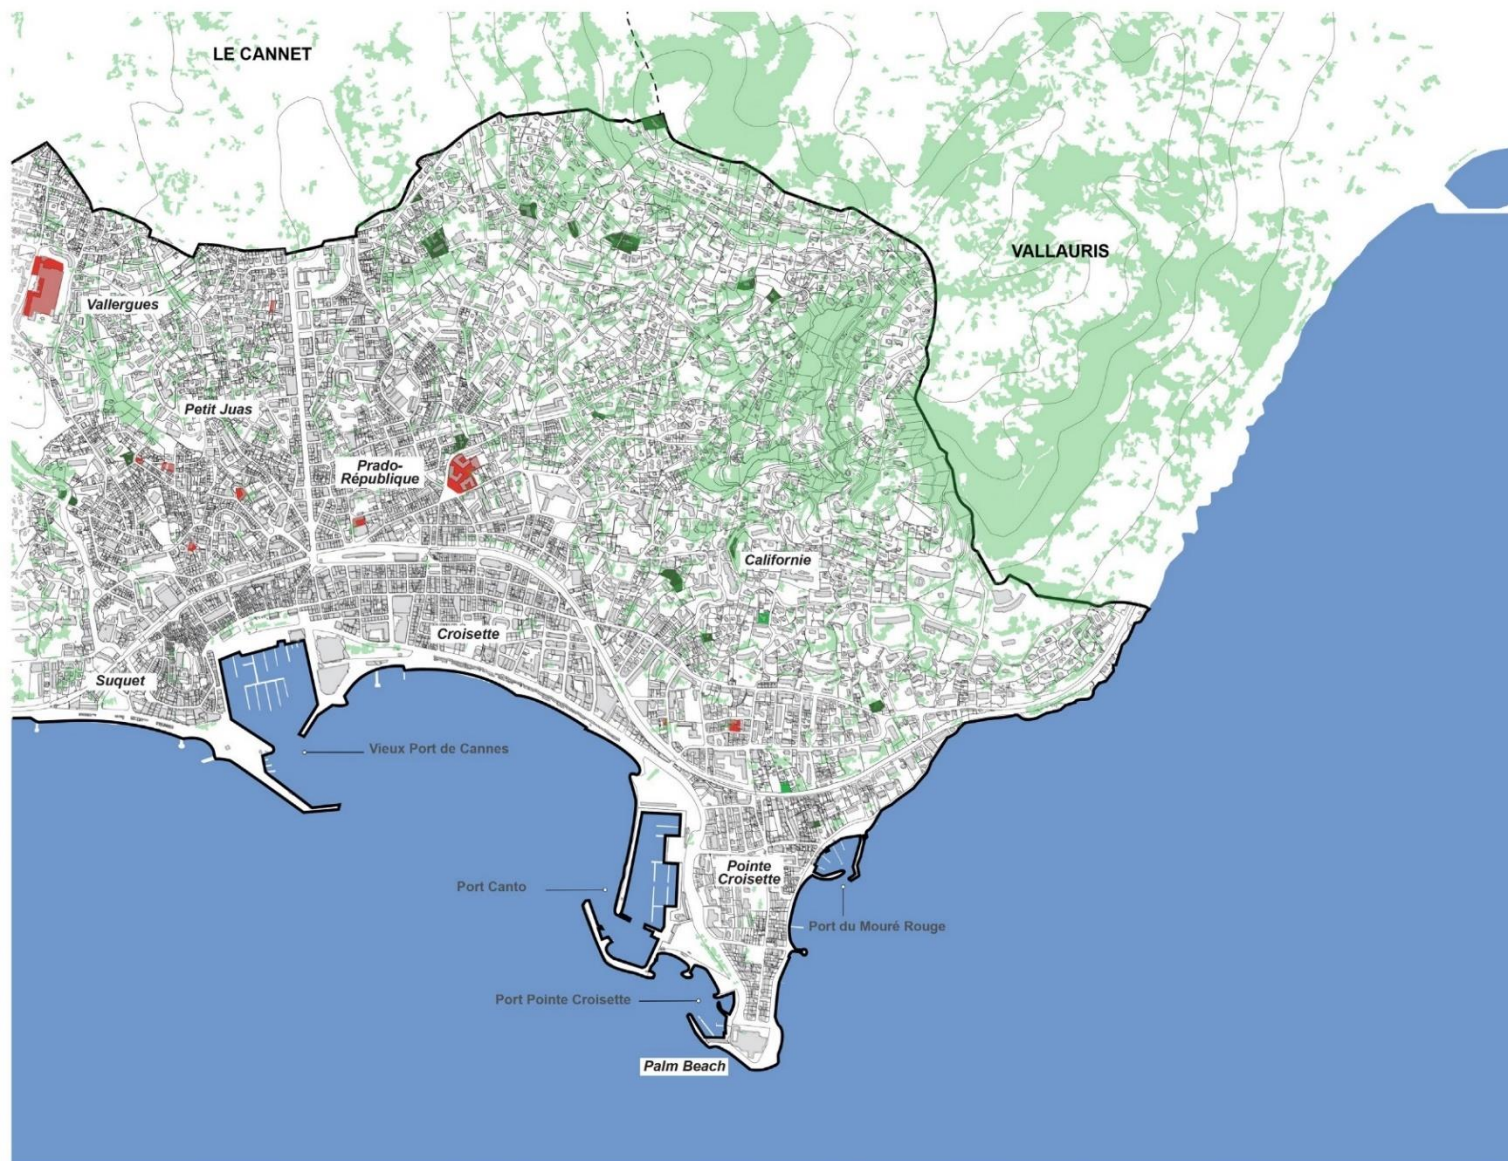 LE CANNET
VALLAURIS
Vallergues
Petit Juas
Prado-
République
Californie
Croisette
Suquet
Vieux Port de Cannes
Pointe
Croisette
Port Canto
Port du Mouré Rouge
Port Pointe Croisette
Palm Beach